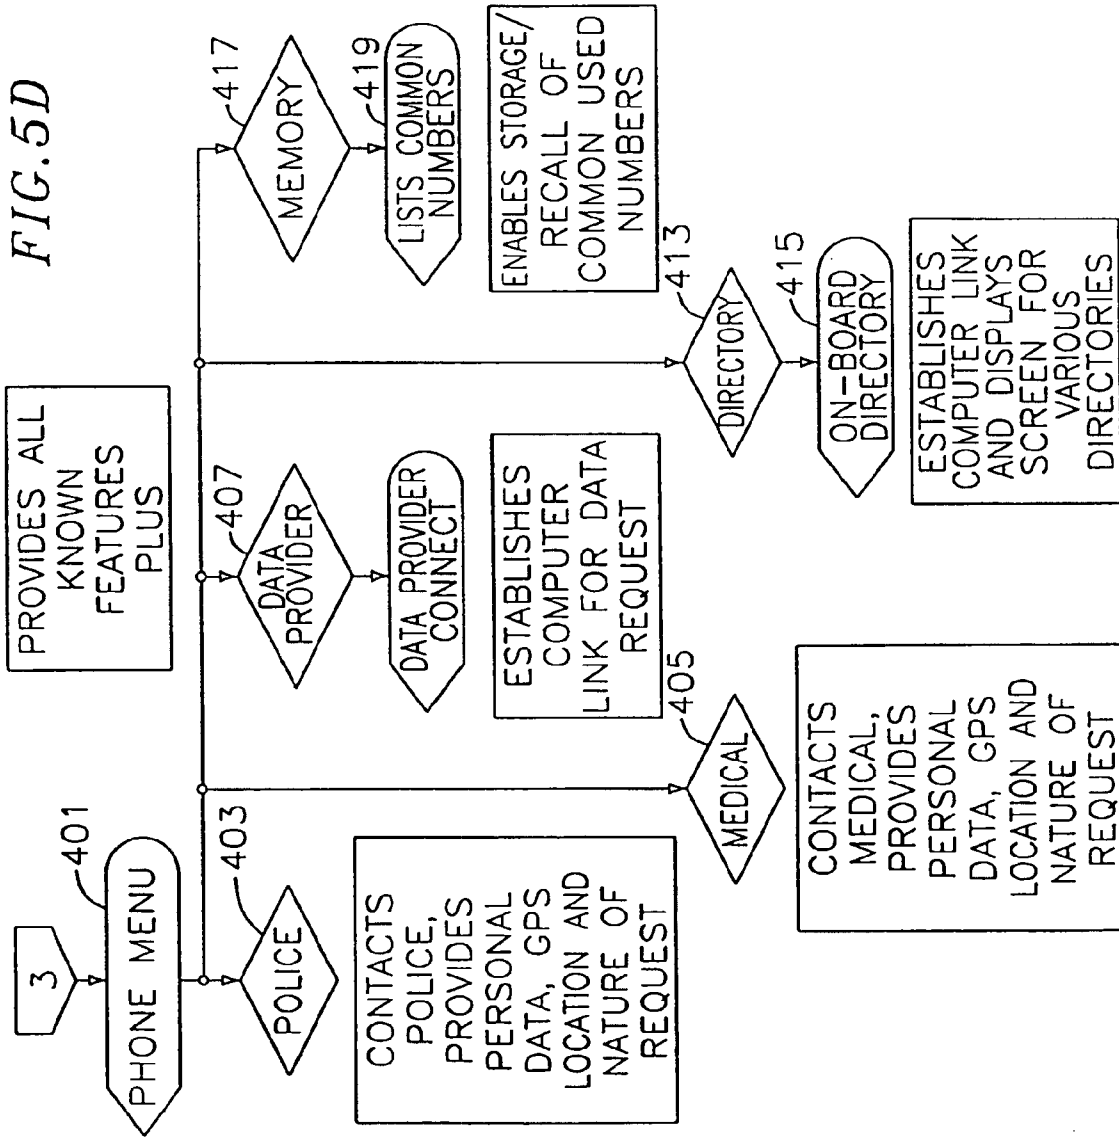 FIG.5D
3
401
PHONE MENU
PROVIDES ALL
KNOWN
FEATURES
PLUS
403
POLICE
CONTACTS
POLICE,
PROVIDES
PERSONAL
DATA, GPS
LOCATION AND
NATURE OF
REQUEST
405
MEDICAL
CONTACTS
MEDICAL,
PROVIDES
PERSONAL
DATA, GPS
LOCATION AND
NATURE OF
REQUEST
407
DATA
PROVIDER
DATA PROVIDER
CONNECT
ESTABLISHES
COMPUTER
LINK FOR DATA
REQUEST
413
DIRECTORY
415
ON-BOARD
DIRECTORY
ESTABLISHES
COMPUTER LINK
AND DISPLAYS
SCREEN FOR
VARIOUS
DIRECTORIES
417
MEMORY
419
LISTS COMMON
NUMBERS
ENABLES STORAGE/
RECALL OF
COMMON USED
NUMBERS